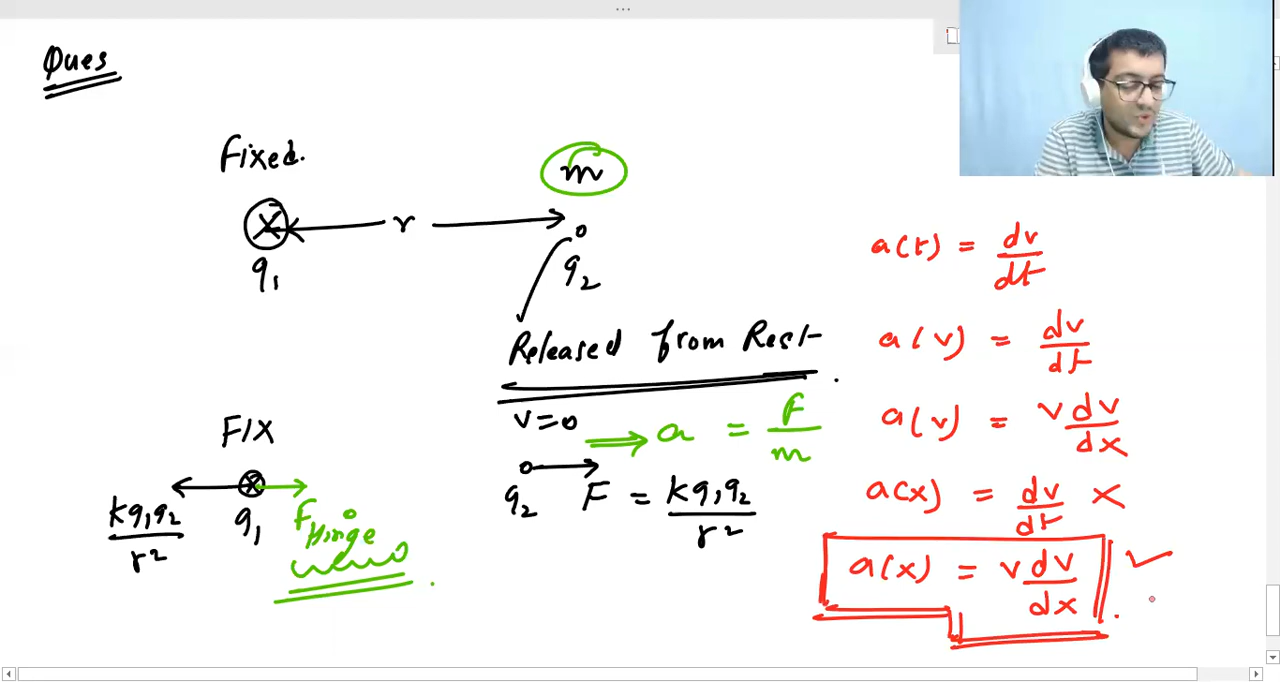 Ques
Fixed.
m
r
q₁
q₂
Released from Rest
v=0
⟹ a = F/m
q₂ F = kq₁q₂/r²
FIX
kq₁q₂/r²
q₁
F Hinge
a(t) = dv/dt
a(v) = dv/dt
a(v) = v dv/dx
a(x) = dv/dt ×
a(x) = v dv/dx ✓